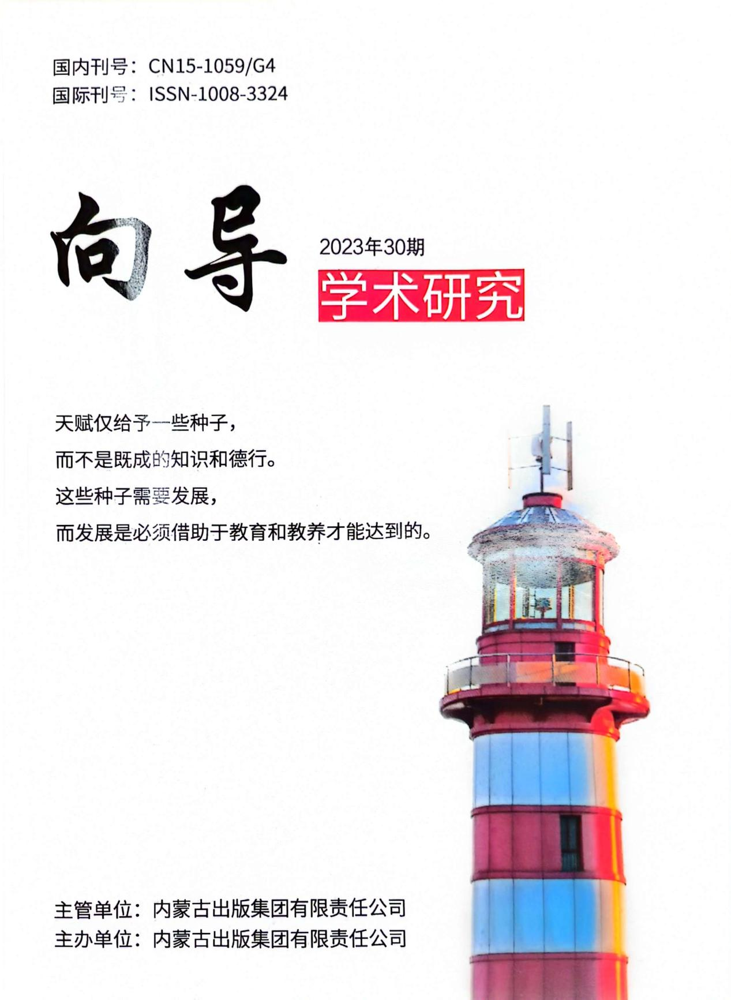 国内刊号：CN15-1059/G4
国际刊号：ISSN-1008-3324
向导
2023年30期
学术研究
天赋仅给予一些种子，
而不是既成的知识和德行。
这些种子需要发展，
而发展是必须借助于教育和教养才能达到的。
主管单位：内蒙古出版集团有限责任公司
主办单位：内蒙古出版集团有限责任公司